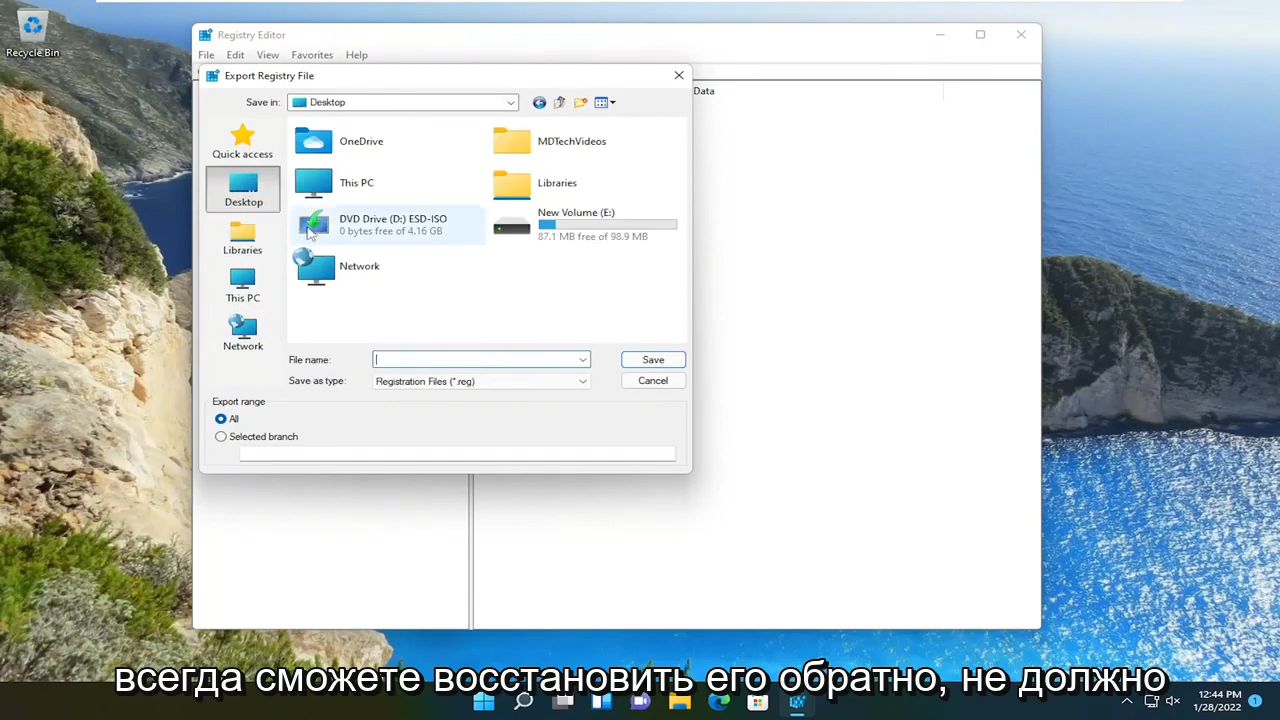 Recycle Bin
Registry Editor
File Edit View Favorites Help
Data
Export Registry File
Save in: Desktop
Quick access
Desktop
Libraries
This PC
Network
OneDrive
MDTechVideos
This PC
Libraries
DVD Drive (D:) ESD-ISO
0 bytes free of 4.16 GB
New Volume (E:)
87.1 MB free of 98.9 MB
Network
File name:
Save
Save as type: Registration Files (*.reg)
Cancel
Export range
All
Selected branch
всегда сможете восстановить его обратно, не должно
12:44 PM
1/28/2022
1